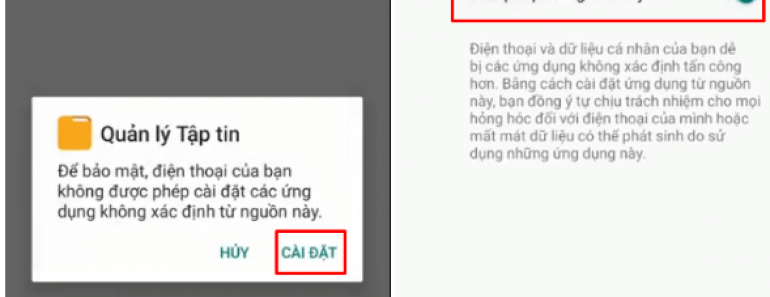 Quản lý Tập tin
Để bảo mật, điện thoại của bạn
không được phép cài đặt các ứng
dụng không xác định từ nguồn này.
HỦY CÀI ĐẶT
Điện thoại và dữ liệu cá nhân của bạn dễ
bị các ứng dụng không xác định tấn công
hơn. Bằng cách cài đặt ứng dụng từ nguồn
này, bạn đồng ý tự chịu trách nhiệm cho mọi
hỏng hóc đối với điện thoại của mình hoặc
mất mát dữ liệu có thể phát sinh do sử
dụng những ứng dụng này.